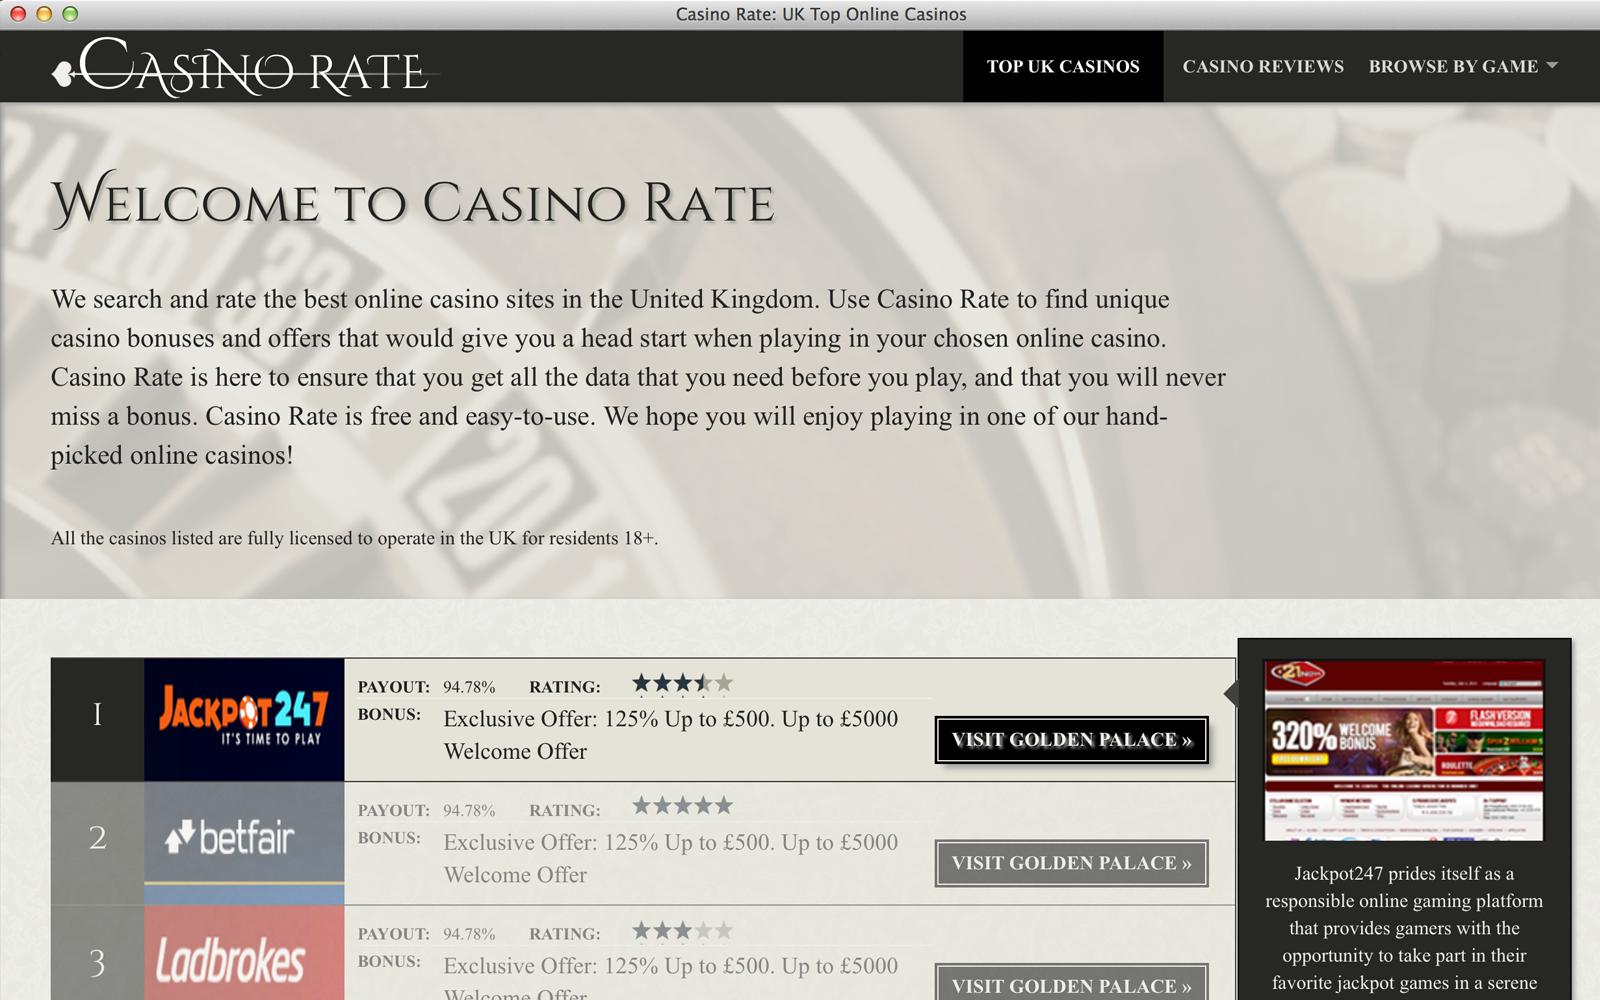 Casino Rate: UK Top Online Casinos
CASINO RATE
TOP UK CASINOS
CASINO REVIEWS
BROWSE BY GAME
WELCOME TO CASINO RATE
We search and rate the best online casino sites in the United Kingdom. Use Casino Rate to find unique
casino bonuses and offers that would give you a head start when playing in your chosen online casino.
Casino Rate is here to ensure that you get all the data that you need before you play, and that you will never
miss a bonus. Casino Rate is free and easy-to-use. We hope you will enjoy playing in one of our hand-
picked online casinos!
All the casinos listed are fully licensed to operate in the UK for residents 18+.
1
JACKPOT247
IT'S TIME TO PLAY
PAYOUT: 94.78% RATING:
BONUS: Exclusive Offer: 125% Up to £500. Up to £5000
Welcome Offer
VISIT GOLDEN PALACE »
2
betfair
PAYOUT: 94.78% RATING:
BONUS: Exclusive Offer: 125% Up to £500. Up to £5000
Welcome Offer
VISIT GOLDEN PALACE »
3
Ladbrokes
PAYOUT: 94.78% RATING:
BONUS: Exclusive Offer: 125% Up to £500. Up to £5000
Welcome Offer
VISIT GOLDEN PALACE »
21
320% WELCOME
BONUS
FLASH VERSION
ROULETTE
Jackpot247 prides itself as a
responsible online gaming platform
that provides gamers with the
opportunity to take part in their
favorite jackpot games in a serene